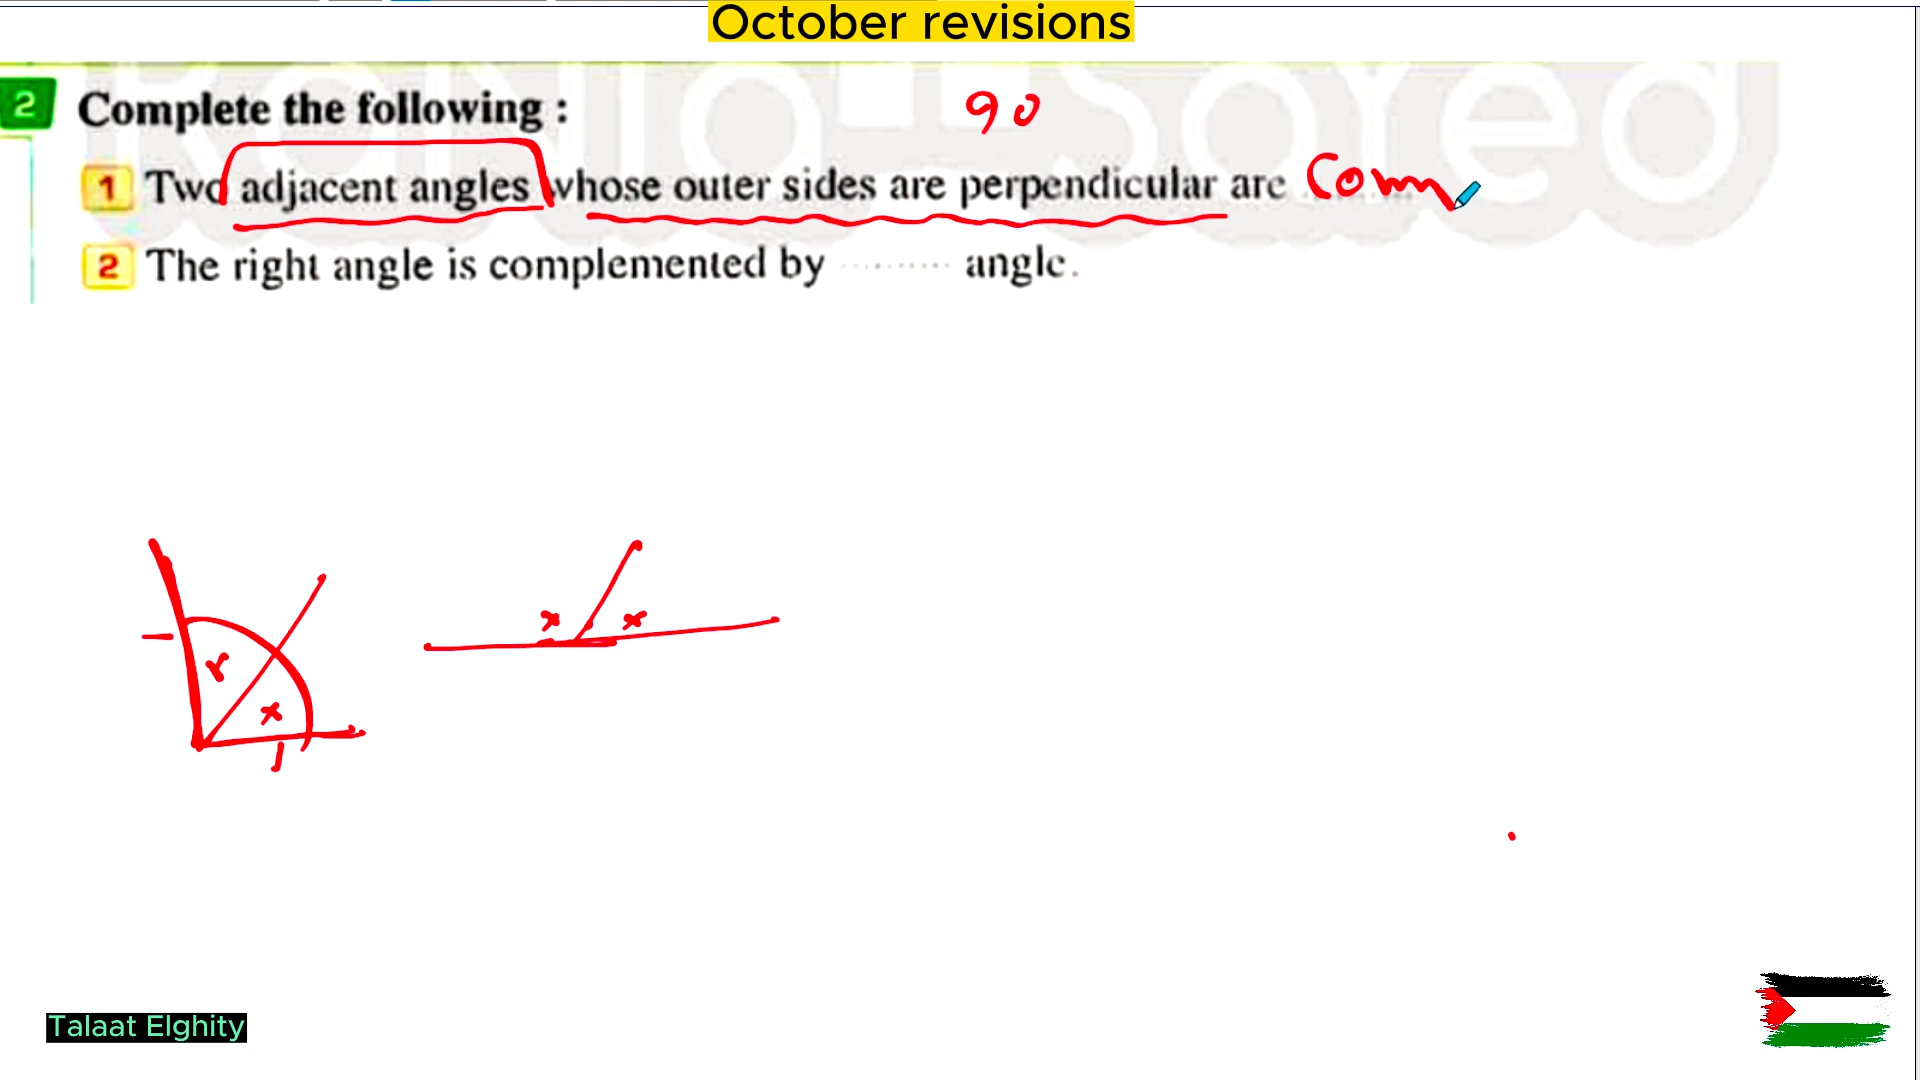 October revisions
2 Complete the following :
90
1 Two adjacent angles whose outer sides are perpendicular are Com
2 The right angle is complemented by ......... angle.
x x
x
x
Talaat Elghity